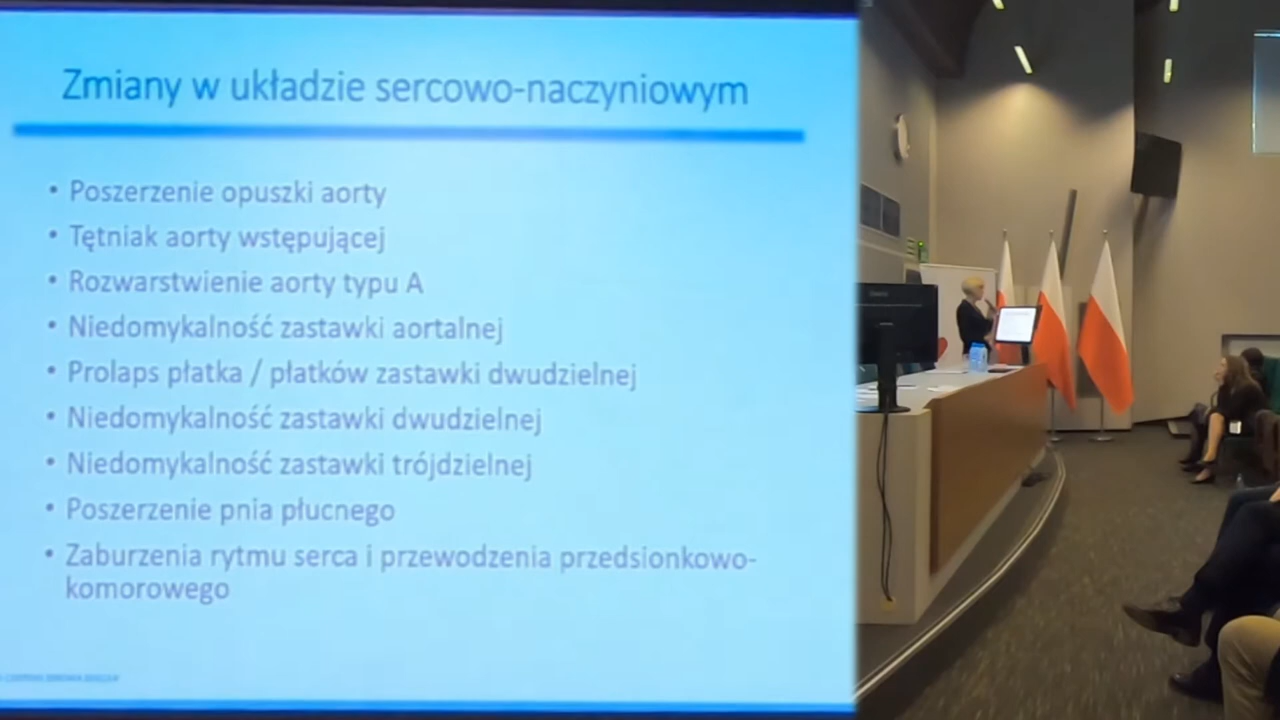 Zmiany w układzie sercowo-naczyniowym
• Poszerzenie opuszki aorty
• Tętniak aorty wstępującej
• Rozwarstwienie aorty typu A
• Niedomykalność zastawki aortalnej
• Prolaps płatka / płatków zastawki dwudzielnej
• Niedomykalność zastawki dwudzielnej
• Niedomykalność zastawki trójdzielnej
• Poszerzenie pnia płucnego
• Zaburzenia rytmu serca i przewodzenia przedsionkowo-
komorowego